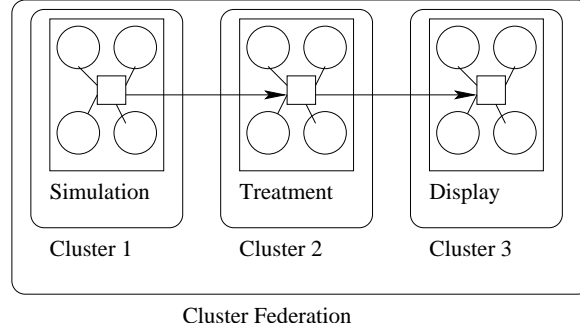 Simulation Treatment Display
Cluster 1 Cluster 2 Cluster 3
Cluster Federation